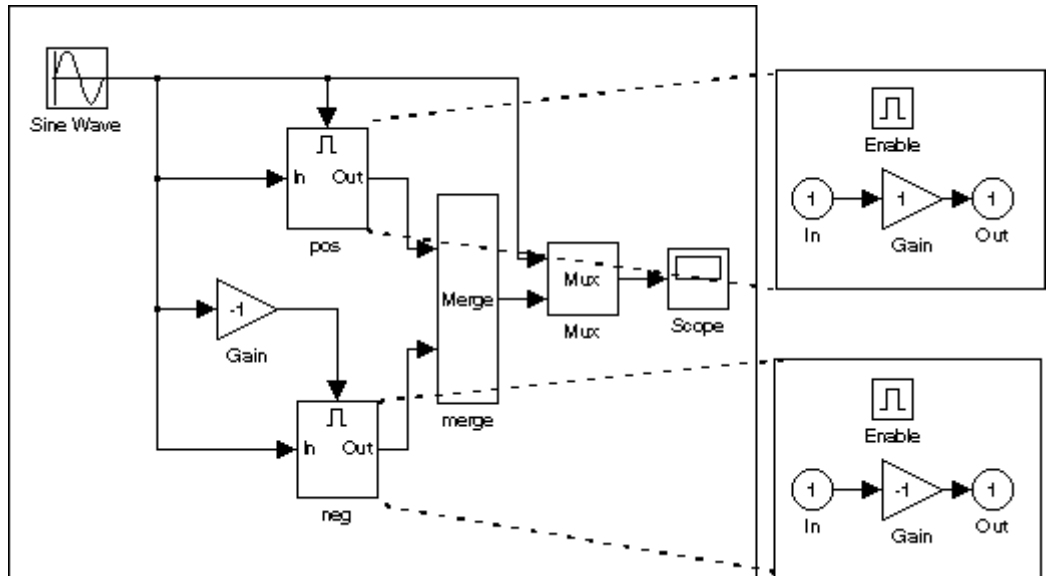 Sine Wave
In Out
pos
-1
Gain
In Out
neg
Merge
merge
Mux
Mux
Scope
Enable
1
In
1
Gain
1
Out
Enable
1
In
-1
Gain
1
Out